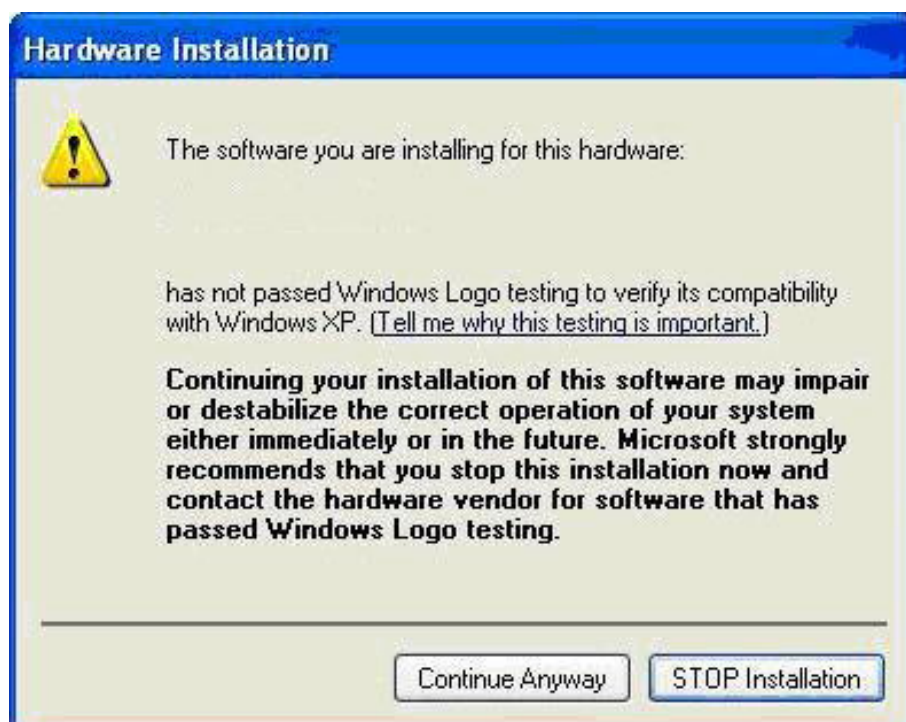 Hardware Installation
The software you are installing for this hardware:
has not passed Windows Logo testing to verify its compatibility
with Windows XP. (Tell me why this testing is important.)
Continuing your installation of this software may impair
or destabilize the correct operation of your system
either immediately or in the future. Microsoft strongly
recommends that you stop this installation now and
contact the hardware vendor for software that has
passed Windows Logo testing.
Continue Anyway
STOP Installation